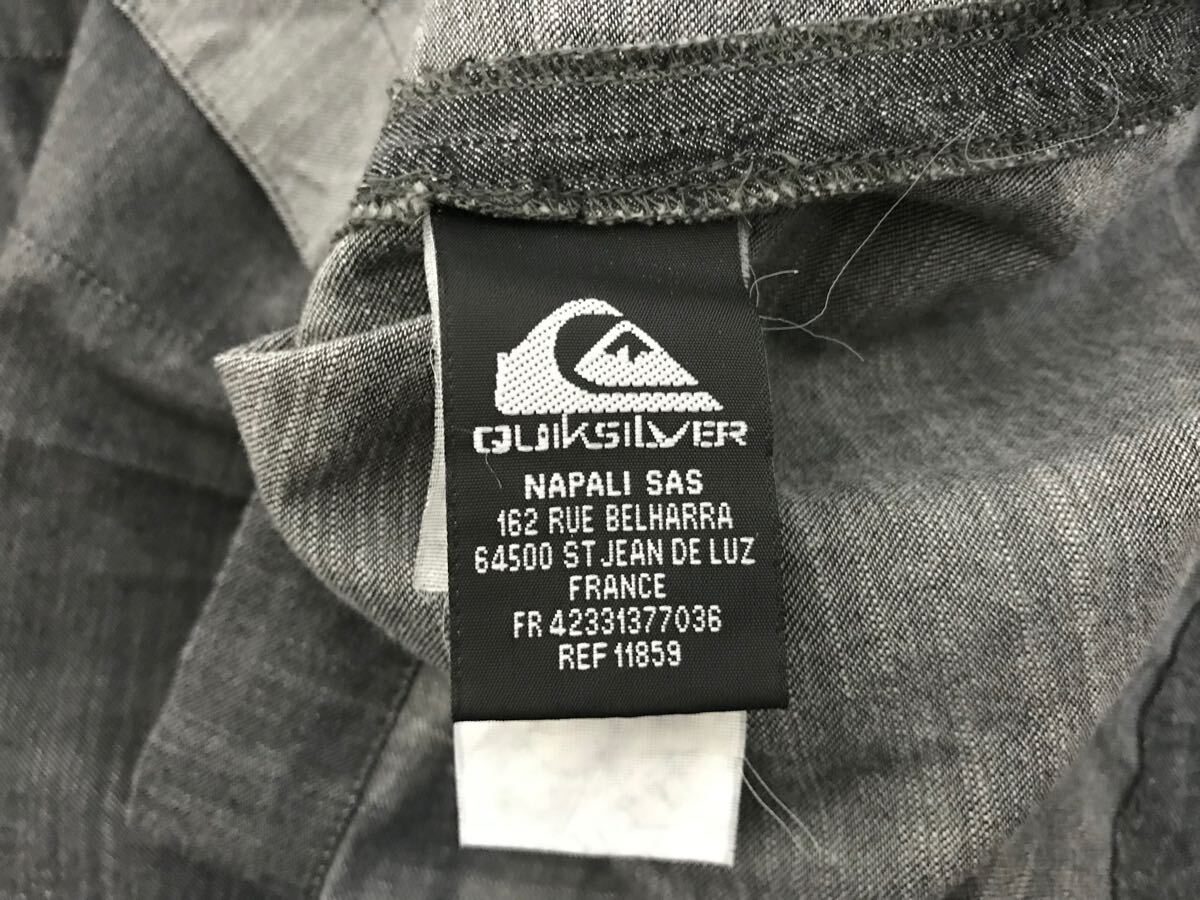 QUIKSILVER
NAPALI SAS
162 RUE BELHARRA
64500 ST JEAN DE LUZ
FRANCE
FR 42331377036
REF 11859